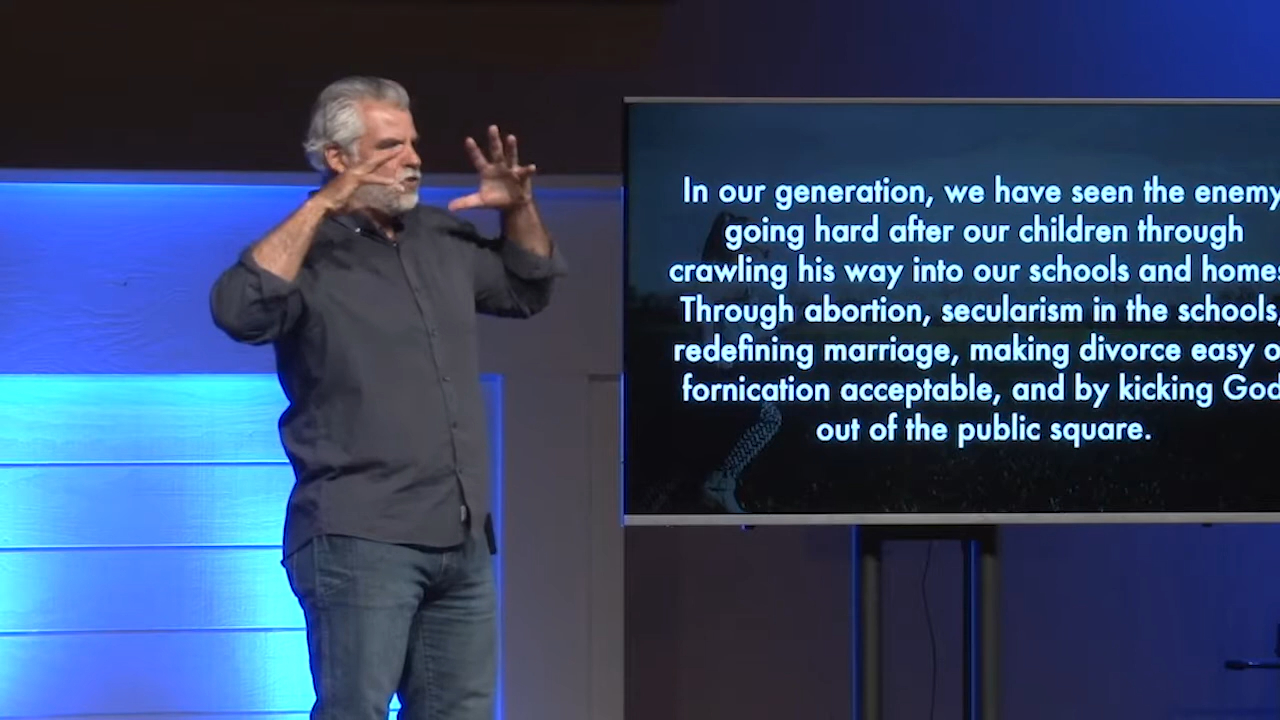 In our generation, we have seen the enemy
going hard after our children through
crawling his way into our schools and homes
Through abortion, secularism in the schools,
redefining marriage, making divorce easy o
fornication acceptable, and by kicking God
out of the public square.